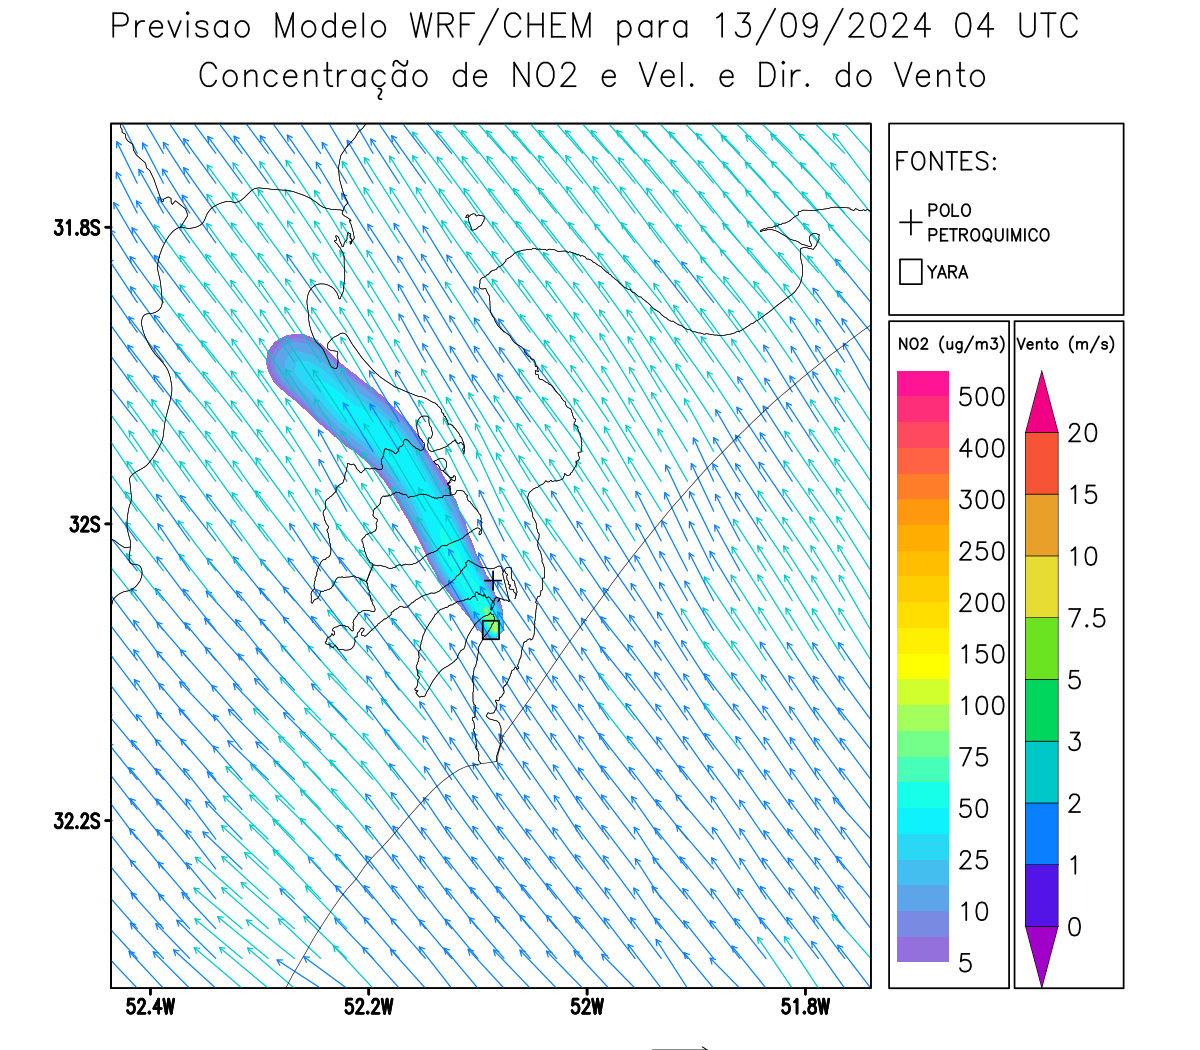 Previsao Modelo WRF/CHEM para 13/09/2024 04 UTC
Concentração de NO2 e Vel. e Dir. do Vento
FONTES:
POLO
PETROQUIMICO
YARA
31.8S
32S
32.2S
52.4W
52.2W
52W
51.8W
NO2 (ug/m3)
500
400
300
250
200
150
100
75
50
25
10
5
Vento (m/s)
20
15
10
7.5
5
3
2
1
0